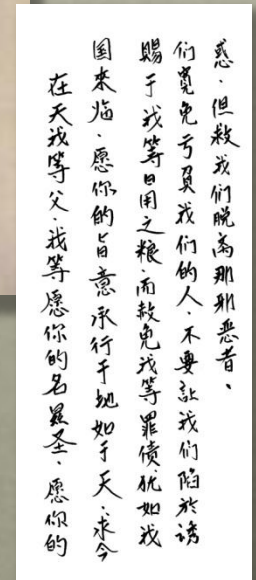 在天我等父.我等愿你的名显圣.愿你的
国來临.愿你的旨意承行于地如于天.求今
赐于我等日用之粮.而赦免我等罪债犹如我
们宽免亏負我们的人.不要让我们陷於诱
惑.但救我们脱离那邪恶者.